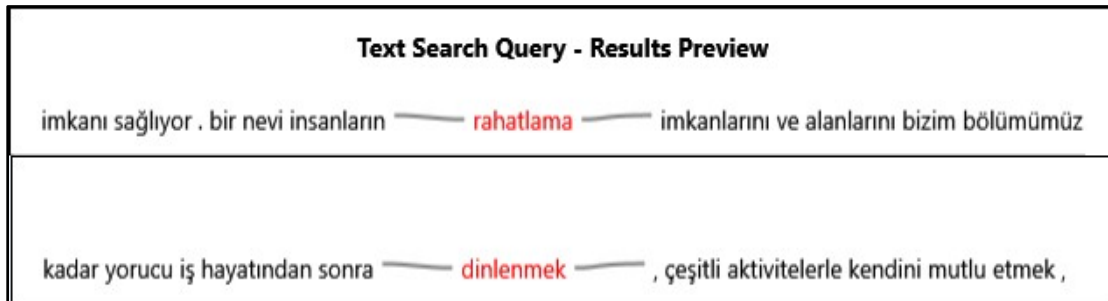 Text Search Query - Results Preview
imkanı sağlıyor . bir nevi insanların rahatlama imkanlarını ve alanlarını bizim bölümümüz
kadar yorucu iş hayatından sonra dinlenmek , çeşitli aktivitelerle kendini mutlu etmek ,